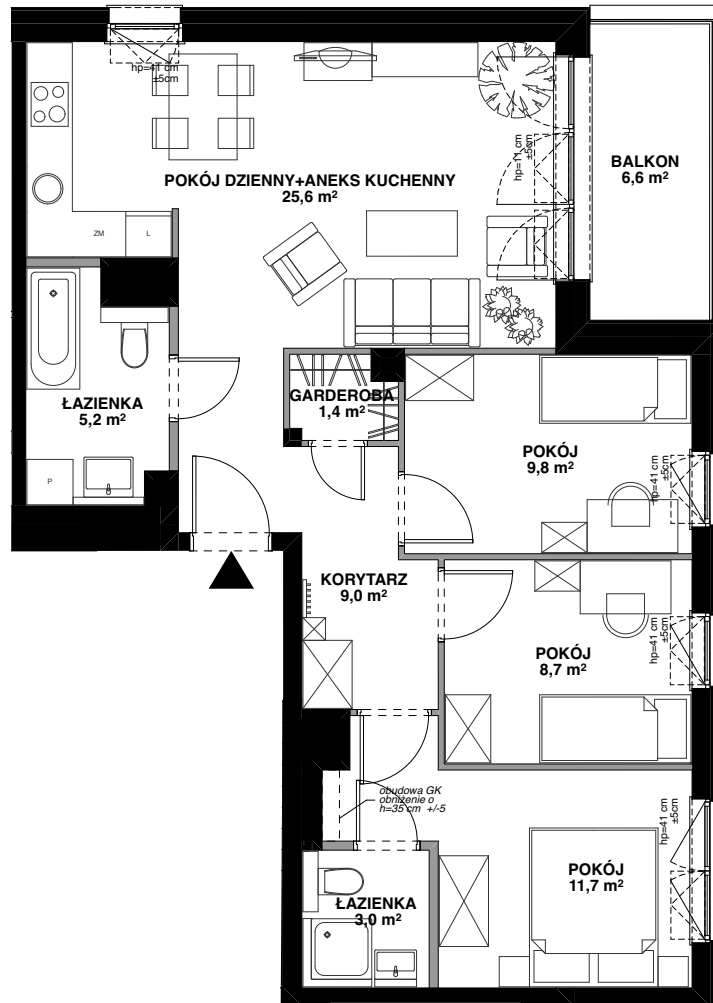 hp=41 cm
±5cm
hp=11 cm
±5cm
BALKON
6,6 m²
POKÓJ DZIENNY+ANEKS KUCHENNY
25,6 m²
ZM
L
ŁAZIENKA
5,2 m²
P
GARDEROBA
1,4 m²
POKÓJ
9,8 m²
hp=41 cm
±5cm
KORYTARZ
9,0 m²
POKÓJ
8,7 m²
hp=41 cm
±5cm
obudowa GK
obniżenie o
h=35 cm +/-5
hp=41 cm
±5cm
POKÓJ
11,7 m²
ŁAZIENKA
3,0 m²